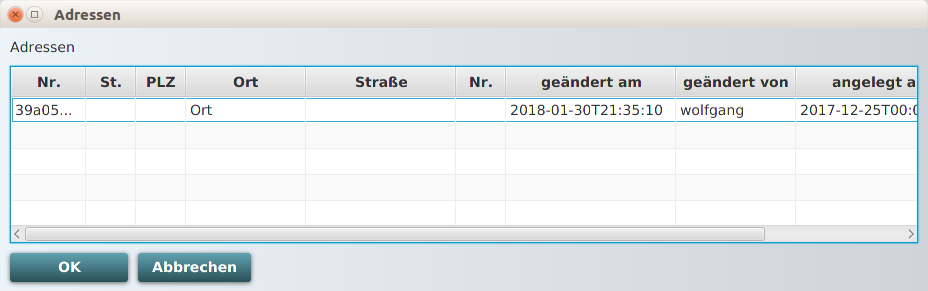 Adressen
Adressen
Nr. St. PLZ Ort Straße Nr. geändert am geändert von angelegt a
39a05... Ort 2018-01-30T21:35:10 wolfgang 2017-12-25T00:0
OK Abbrechen